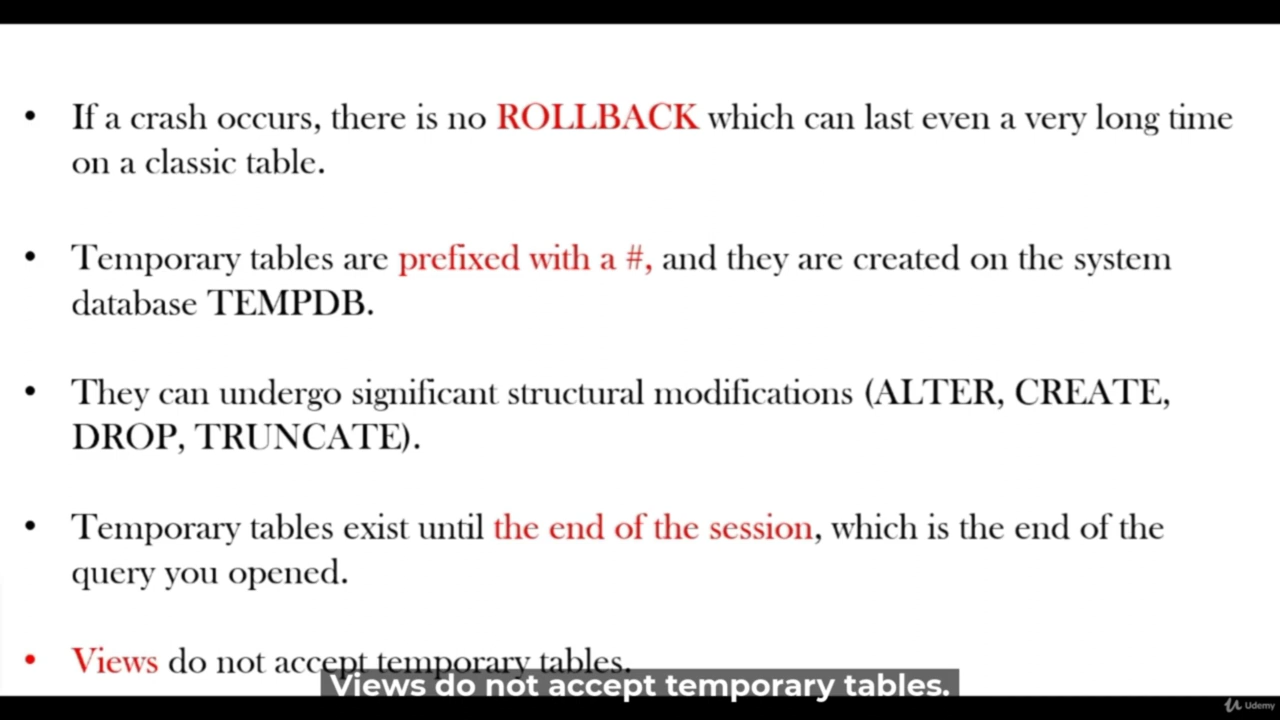 • If a crash occurs, there is no ROLLBACK which can last even a very long time
on a classic table.
• Temporary tables are prefixed with a #, and they are created on the system
database TEMPDB.
• They can undergo significant structural modifications (ALTER, CREATE,
DROP, TRUNCATE).
• Temporary tables exist until the end of the session, which is the end of the
query you opened.
• Views do not accept temporary tables.
Views do not accept temporary tables.
Udemy